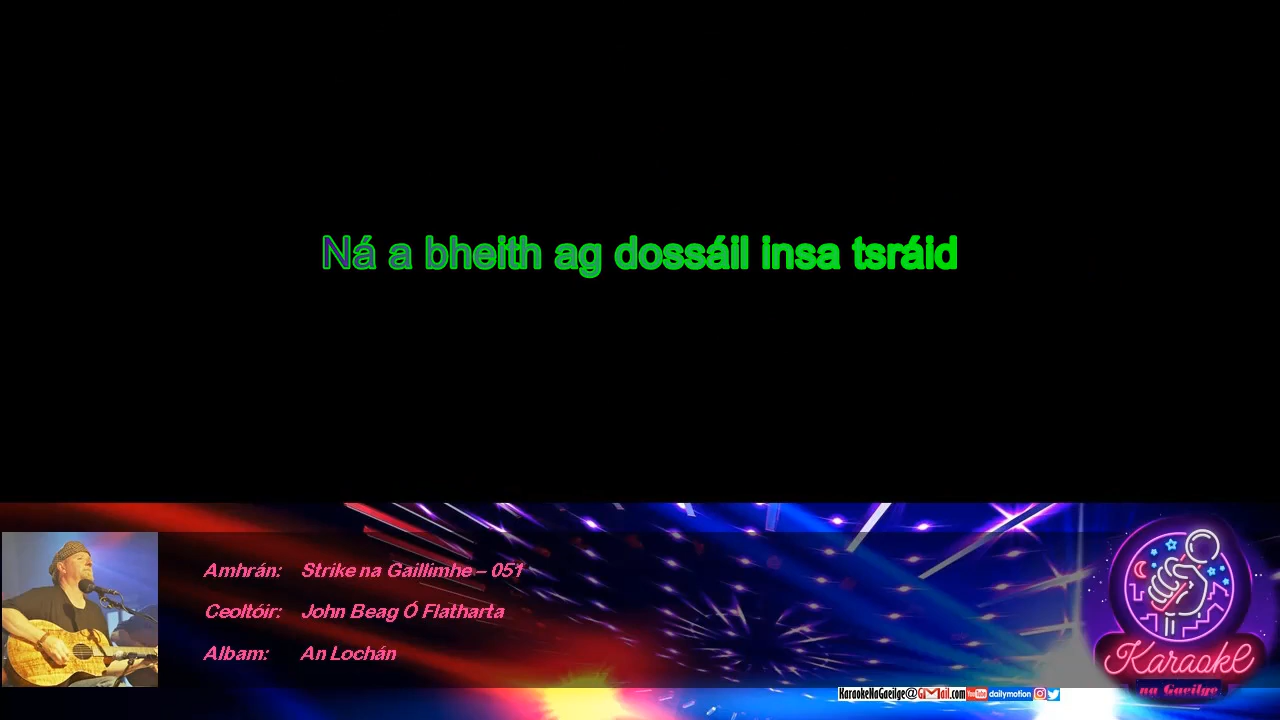 Ná a bheith ag dossáil insa tsráid
Amhrán: Strike na Gaillimhe – 051
Ceoltóir: John Beag Ó Flatharta
Albam: An Lochán
KaraokeNaGaeilge@GMail.com YouTube dailymotion
Karaoke
na Gaeilge